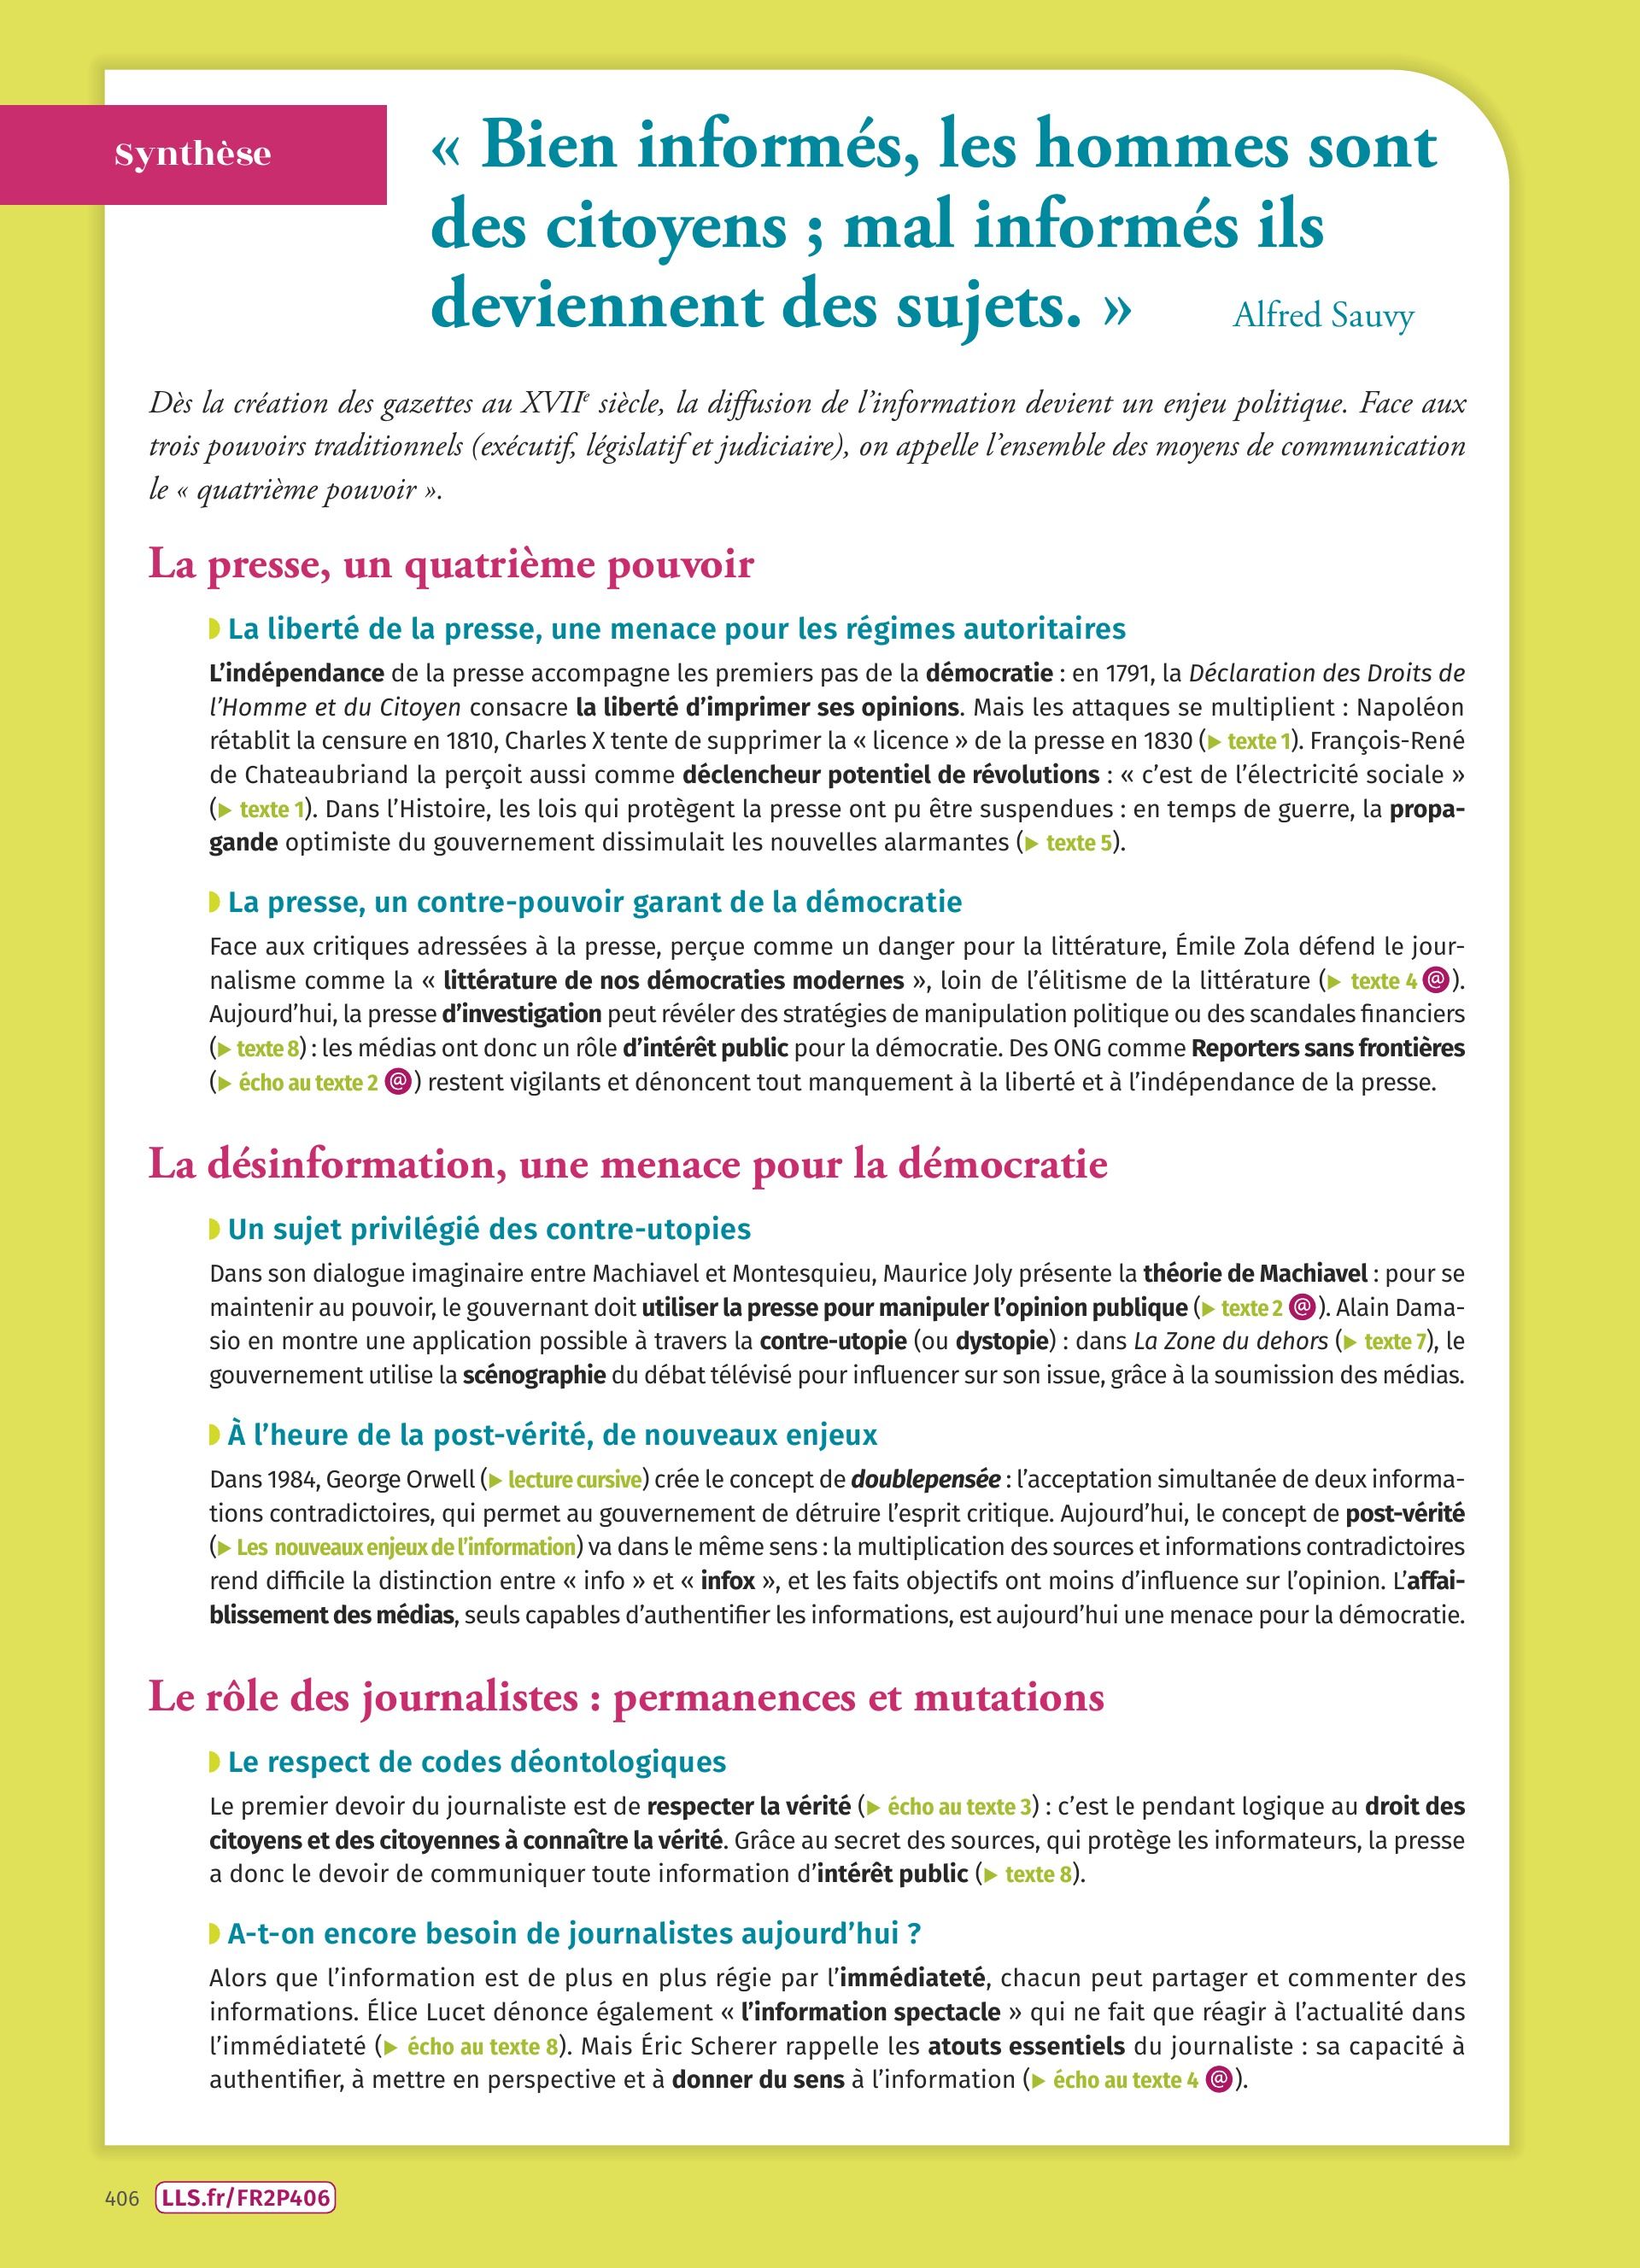 Synthèse
« Bien informés, les hommes sont
des citoyens ; mal informés ils
deviennent des sujets. » Alfred Sauvy
Dès la création des gazettes au XVIIe siècle, la diffusion de l’information devient un enjeu politique. Face aux
trois pouvoirs traditionnels (exécutif, législatif et judiciaire), on appelle l’ensemble des moyens de communication
le « quatrième pouvoir ».
La presse, un quatrième pouvoir
La liberté de la presse, une menace pour les régimes autoritaires
L’indépendance de la presse accompagne les premiers pas de la démocratie : en 1791, la Déclaration des Droits de
l’Homme et du Citoyen consacre la liberté d’imprimer ses opinions. Mais les attaques se multiplient : Napoléon
rétablit la censure en 1810, Charles X tente de supprimer la « licence » de la presse en 1830 (▶ texte 1). François-René
de Chateaubriand la perçoit aussi comme déclencheur potentiel de révolutions : « c’est de l’électricité sociale »
(▶ texte 1). Dans l’Histoire, les lois qui protègent la presse ont pu être suspendues : en temps de guerre, la propa-
gande optimiste du gouvernement dissimulait les nouvelles alarmantes (▶ texte 5).
La presse, un contre-pouvoir garant de la démocratie
Face aux critiques adressées à la presse, perçue comme un danger pour la littérature, Émile Zola défend le jour-
nalisme comme la « littérature de nos démocraties modernes », loin de l’élitisme de la littérature (▶ texte 4 @).
Aujourd’hui, la presse d’investigation peut révéler des stratégies de manipulation politique ou des scandales financiers
(▶ texte 8) : les médias ont donc un rôle d’intérêt public pour la démocratie. Des ONG comme Reporters sans frontières
(▶ écho au texte 2 @) restent vigilants et dénoncent tout manquement à la liberté et à l’indépendance de la presse.
La désinformation, une menace pour la démocratie
Un sujet privilégié des contre-utopies
Dans son dialogue imaginaire entre Machiavel et Montesquieu, Maurice Joly présente la théorie de Machiavel : pour se
maintenir au pouvoir, le gouvernant doit utiliser la presse pour manipuler l’opinion publique (▶ texte 2 @). Alain Dama-
sio en montre une application possible à travers la contre-utopie (ou dystopie) : dans La Zone du dehors (▶ texte 7), le
gouvernement utilise la scénographie du débat télévisé pour influencer sur son issue, grâce à la soumission des médias.
À l’heure de la post-vérité, de nouveaux enjeux
Dans 1984, George Orwell (▶ lecture cursive) crée le concept de doublepensée : l’acceptation simultanée de deux informa-
tions contradictoires, qui permet au gouvernement de détruire l’esprit critique. Aujourd’hui, le concept de post-vérité
(▶ Les nouveaux enjeux de l’information) va dans le même sens : la multiplication des sources et informations contradictoires
rend difficile la distinction entre « info » et « infox », et les faits objectifs ont moins d’influence sur l’opinion. L’affai-
blissement des médias, seuls capables d’authentifier les informations, est aujourd’hui une menace pour la démocratie.
Le rôle des journalistes : permanences et mutations
Le respect de codes déontologiques
Le premier devoir du journaliste est de respecter la vérité (▶ écho au texte 3) : c’est le pendant logique au droit des
citoyens et des citoyennes à connaître la vérité. Grâce au secret des sources, qui protège les informateurs, la presse
a donc le devoir de communiquer toute information d’intérêt public (▶ texte 8).
A-t-on encore besoin de journalistes aujourd’hui ?
Alors que l’information est de plus en plus régie par l’immédiateté, chacun peut partager et commenter des
informations. Élice Lucet dénonce également « l’information spectacle » qui ne fait que réagir à l’actualité dans
l’immédiateté (▶ écho au texte 8). Mais Éric Scherer rappelle les atouts essentiels du journaliste : sa capacité à
authentifier, à mettre en perspective et à donner du sens à l’information (▶ écho au texte 4 @).
406 LLS.fr/FR2P406